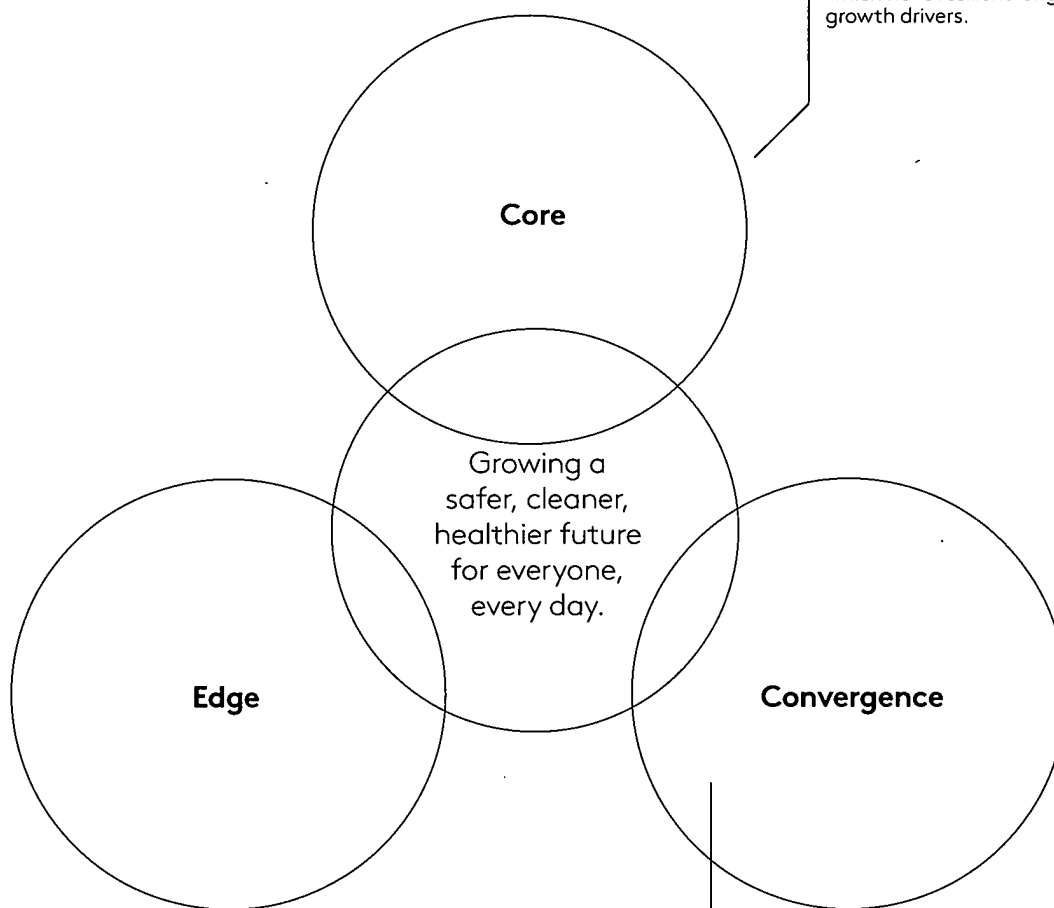 growth drivers.
Core
Growing a
safer, cleaner,
healthier future
for everyone,
every day.
Edge
Convergence